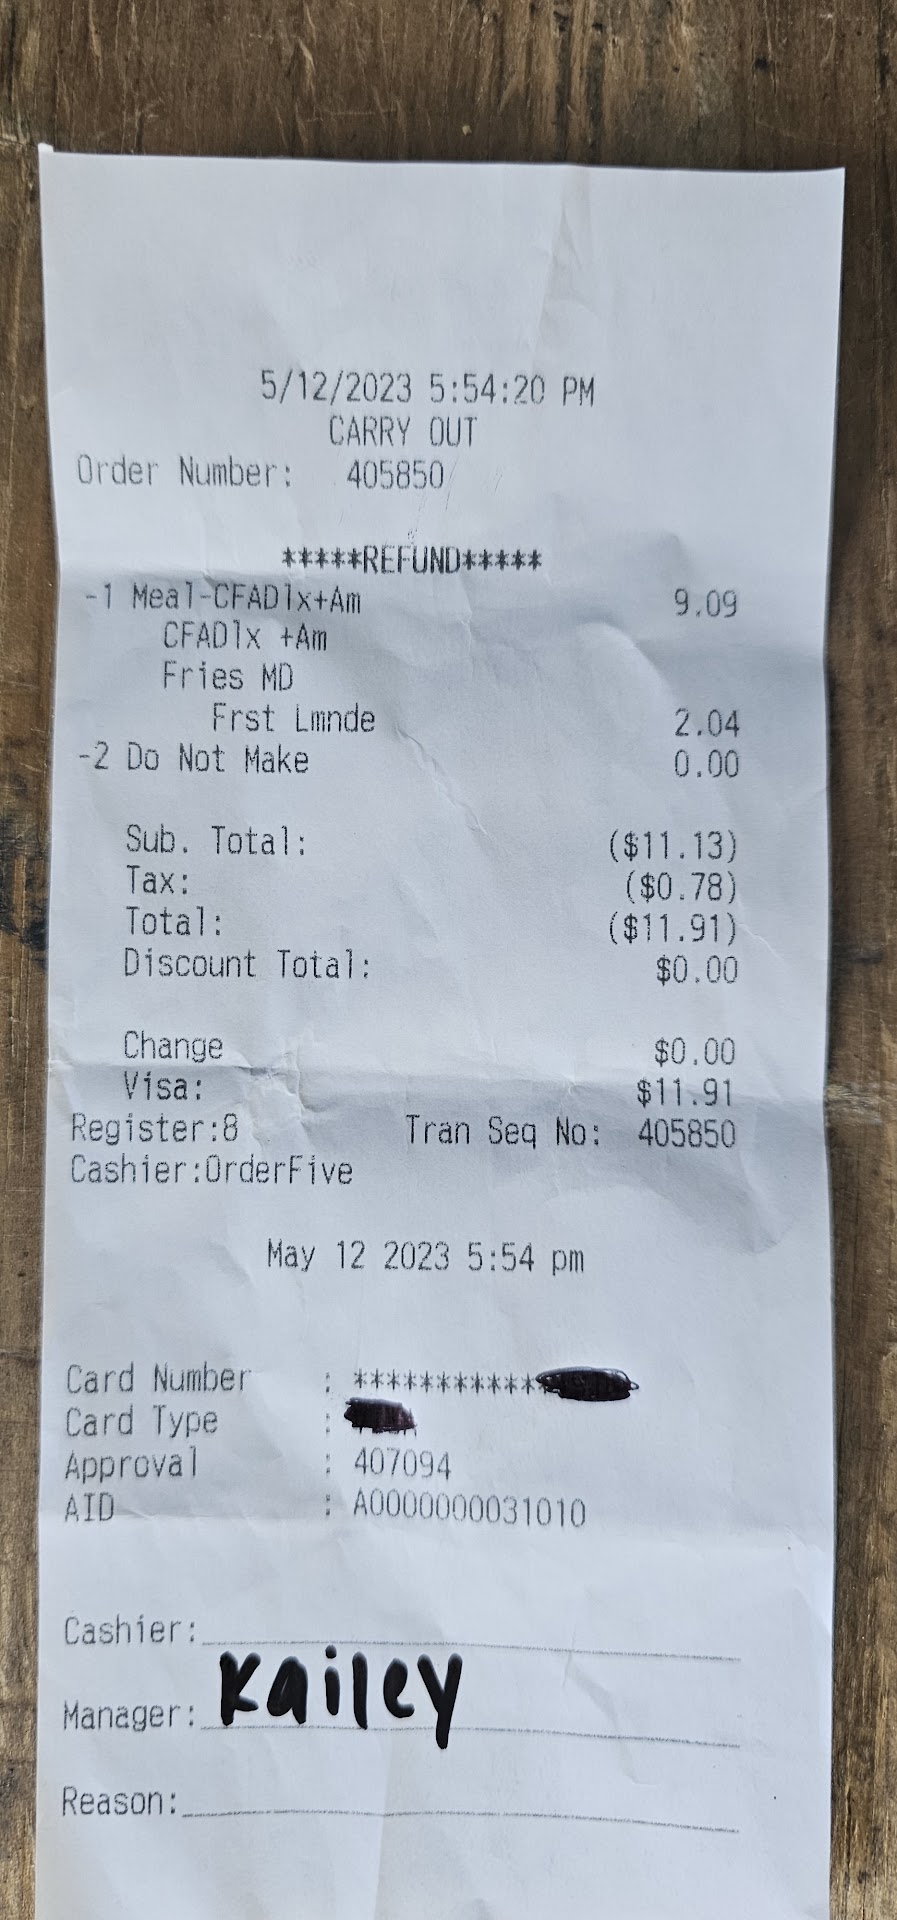 5/12/2023 5:54:20 PM
CARRY OUT
Order Number: 405850
*****REFUND*****
-1 Meal-CFADlx+Am 9.09
CFADlx +Am
Fries MD
Frst Lmnde 2.04
-2 Do Not Make 0.00
Sub. Total: ($11.13)
Tax: ($0.78)
Total: ($11.91)
Discount Total: $0.00
Change $0.00
Visa: $11.91
Register:8 Tran Seq No: 405850
Cashier:OrderFive
May 12 2023 5:54 pm
Card Number : ************
Card Type :
Approval : 407094
AID : A0000000031010
Cashier:
Manager: Kailey
Reason: